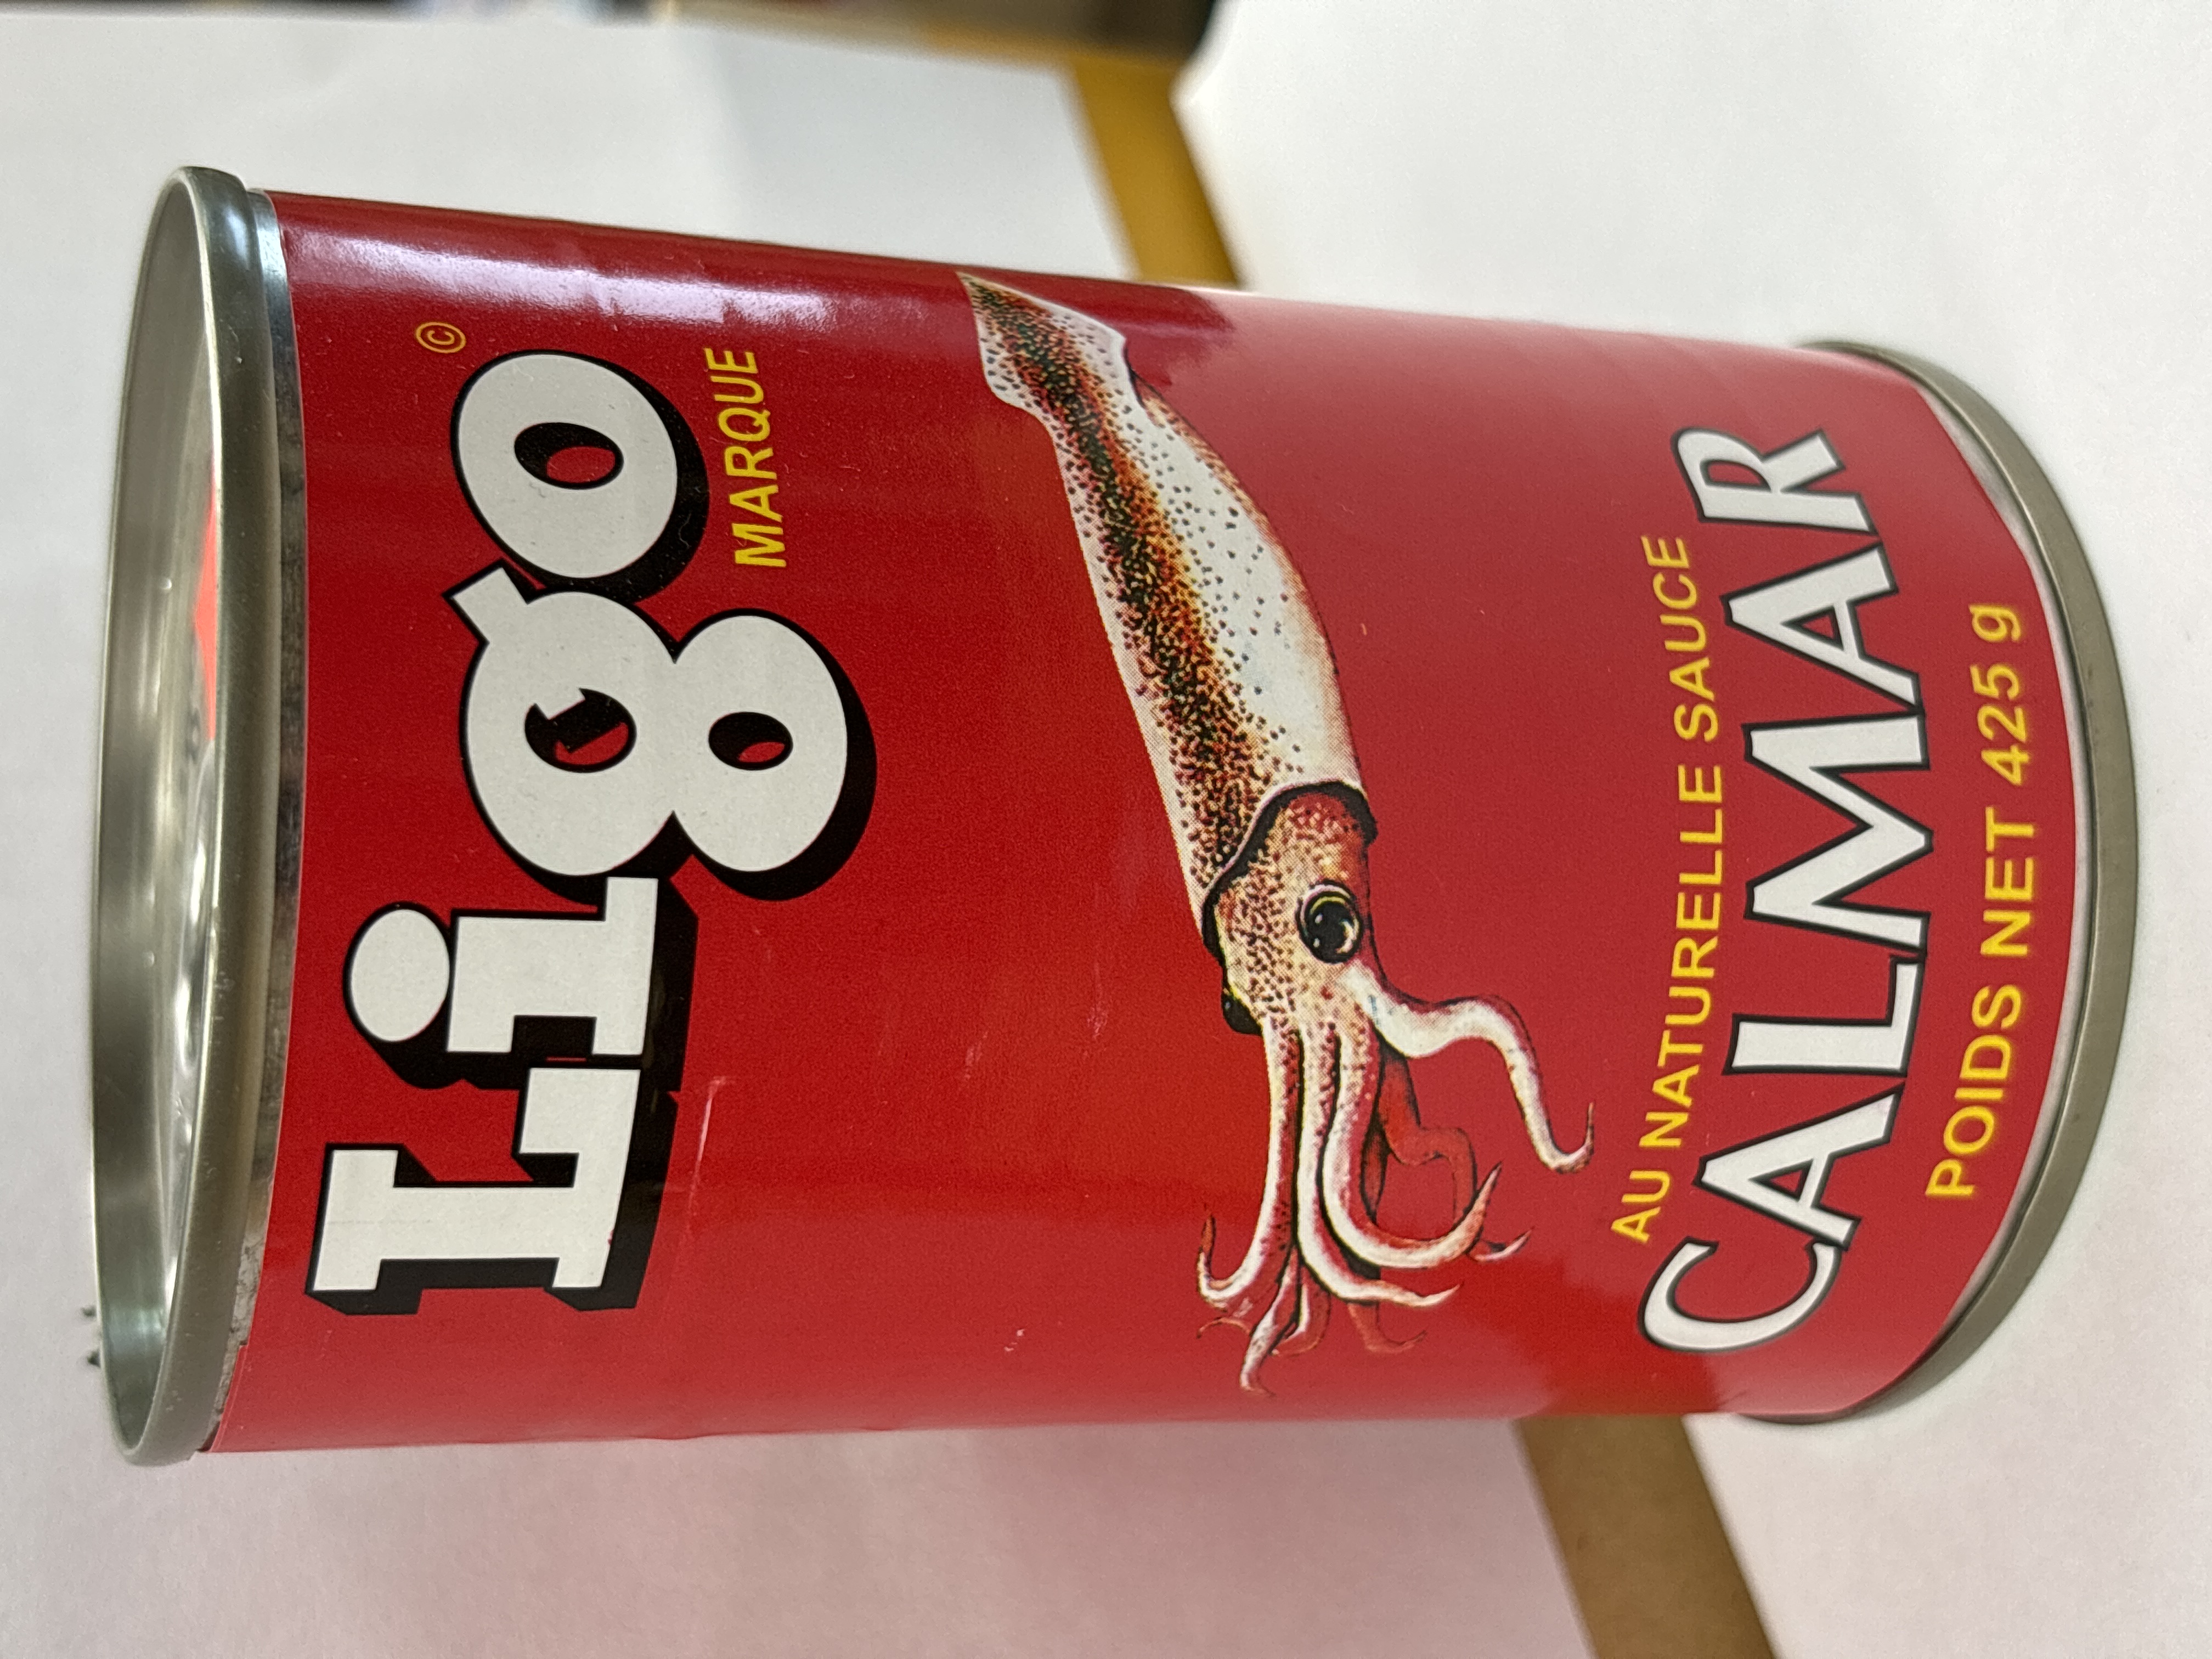 Ligo ©
MARQUE
AU NATURELLE SAUCE
CALMAR
POIDS NET 425 g